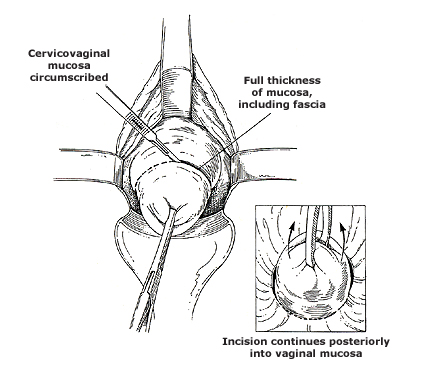 Cervicovaginal
mucosa
circumscribed
Full thickness
of mucosa,
including fascia
Incision continues posteriorly
into vaginal mucosa